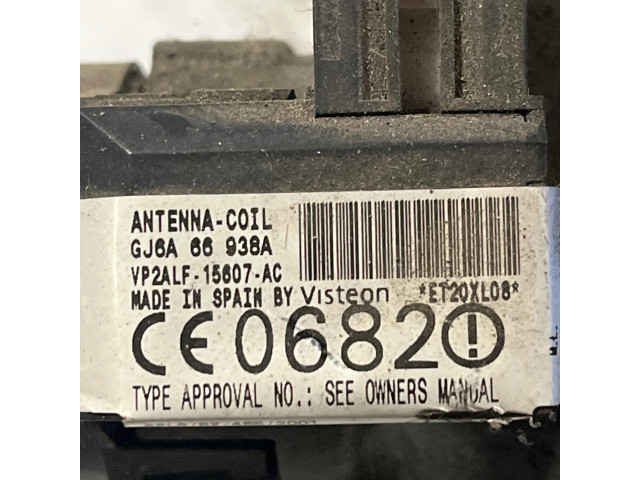 ANTENNA-COIL
GJ6A 66 938A
VP2ALF-15607-AC
MADE IN SPAIN BY Visteon
*ET20XL08*
CE0682
TYPE APPROVAL NO.: SEE OWNERS MANUAL
M.L.